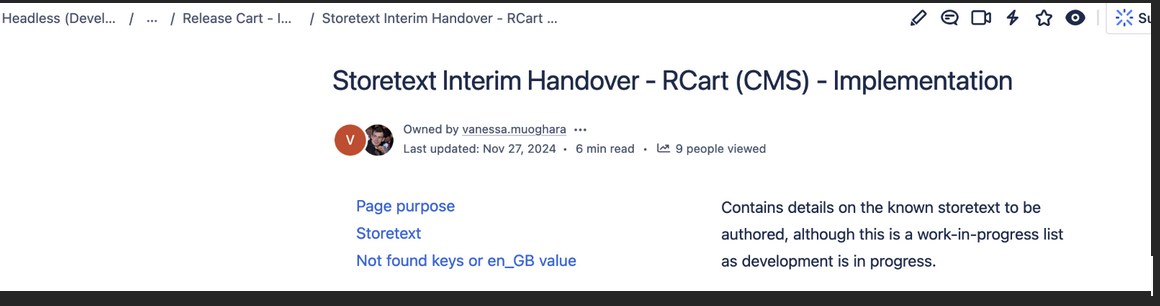 Headless (Devel... / ... / Release Cart - I... / Storetext Interim Handover - RCart ...
Storetext Interim Handover - RCart (CMS) - Implementation
V
Owned by vanessa.muoghara •••
Last updated: Nov 27, 2024 • 6 min read • 9 people viewed
Page purpose
Storetext
Not found keys or en_GB value
Contains details on the known storetext to be
authored, although this is a work-in-progress list
as development is in progress.